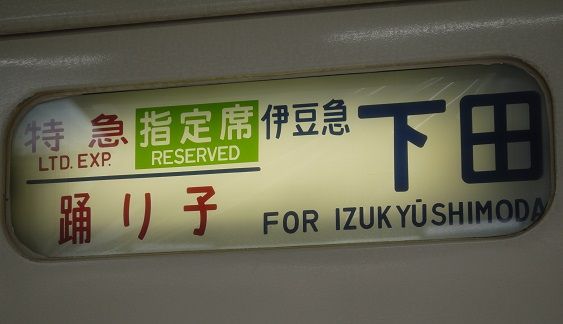 特急
LTD. EXP.
踊り子
指定席
RESERVED
伊豆急下田
FOR IZUKYŪSHIMODA